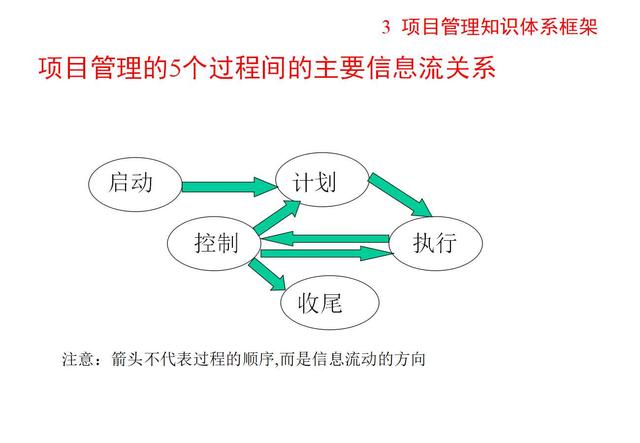 3 项目管理知识体系框架
项目管理的5个过程间的主要信息流关系
启动
计划
控制
执行
收尾
注意：箭头不代表过程的顺序,而是信息流动的方向